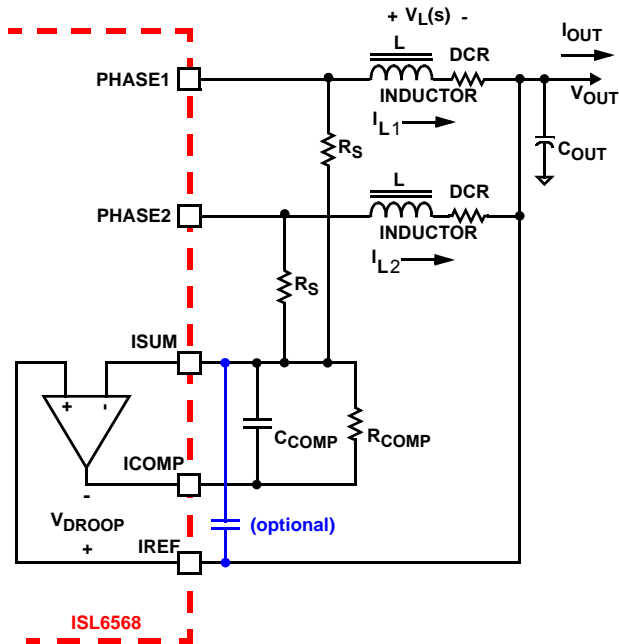 + VL(s) -
L
DCR
IOUT
PHASE1
INDUCTOR
VOUT
IL1
COUT
RS
L
DCR
PHASE2
INDUCTOR
IL2
RS
ISUM
+ -
CCOMP
RCOMP
ICOMP
-
VDROOP
(optional)
+
IREF
ISL6568